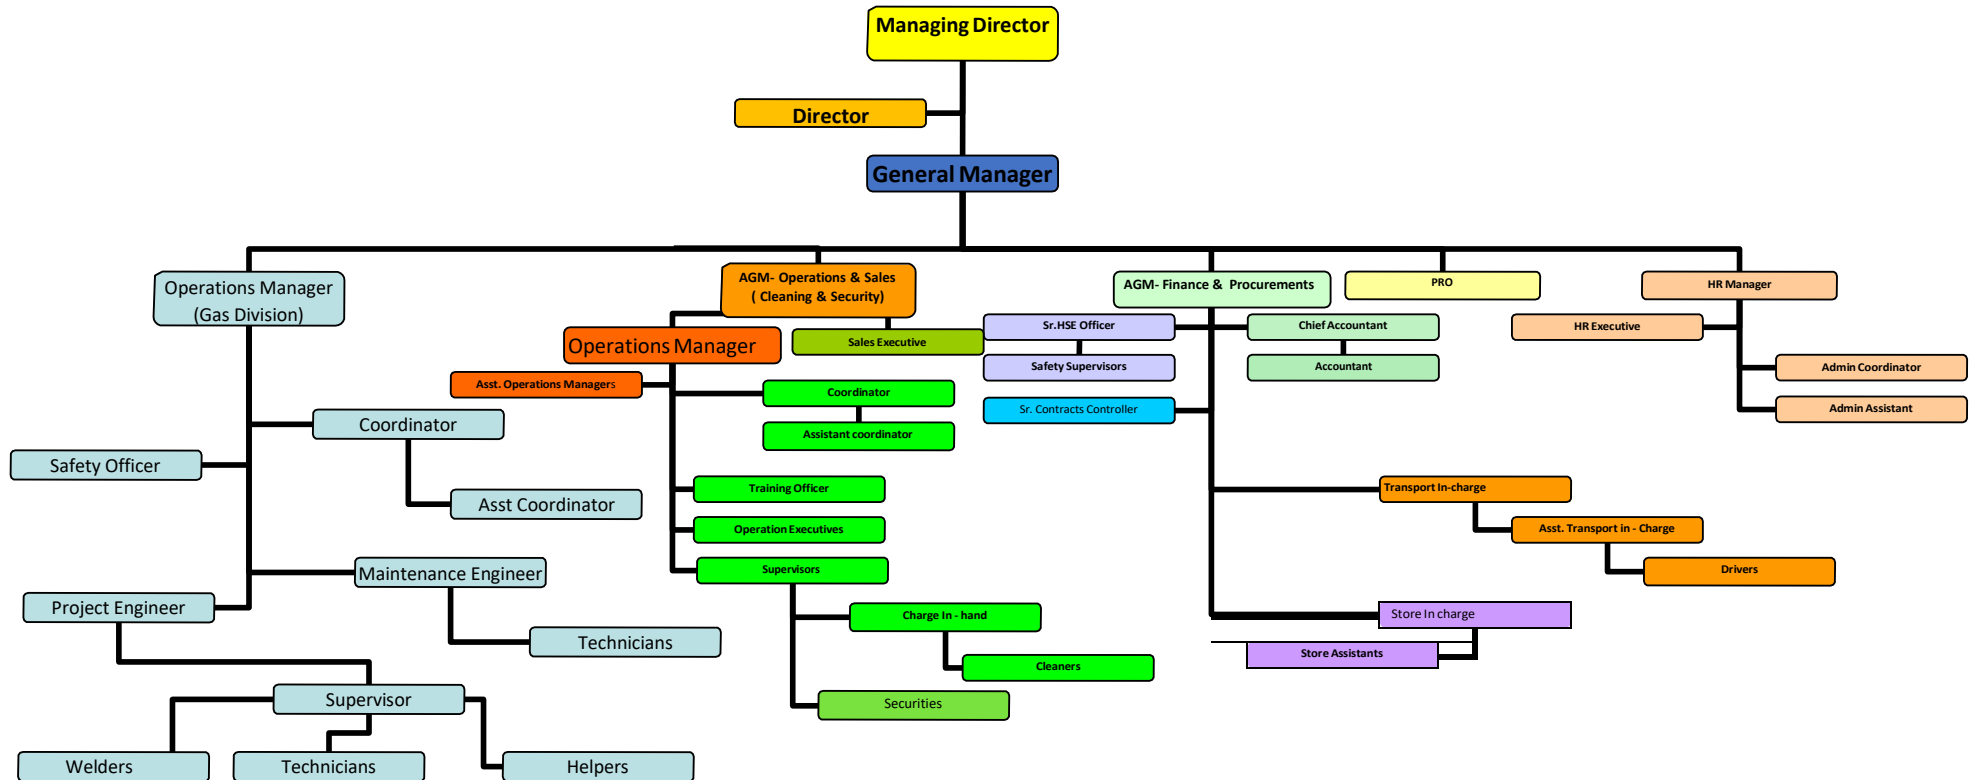 Managing Director
Director
General Manager
Operations Manager
(Gas Division)
AGM- Operations & Sales
( Cleaning & Security)
AGM- Finance & Procurements
PRO
HR Manager
Operations Manager
Sales Executive
Sr.HSE Officer
Chief Accountant
HR Executive
Safety Supervisors
Accountant
Admin Coordinator
Asst. Operations Managers
Coordinator
Sr. Contracts Controller
Admin Assistant
Coordinator
Assistant coordinator
Safety Officer
Asst Coordinator
Training Officer
Transport In-charge
Operation Executives
Asst. Transport in - Charge
Maintenance Engineer
Supervisors
Drivers
Project Engineer
Charge In - hand
Store In charge
Technicians
Store Assistants
Cleaners
Supervisor
Securities
Welders
Technicians
Helpers